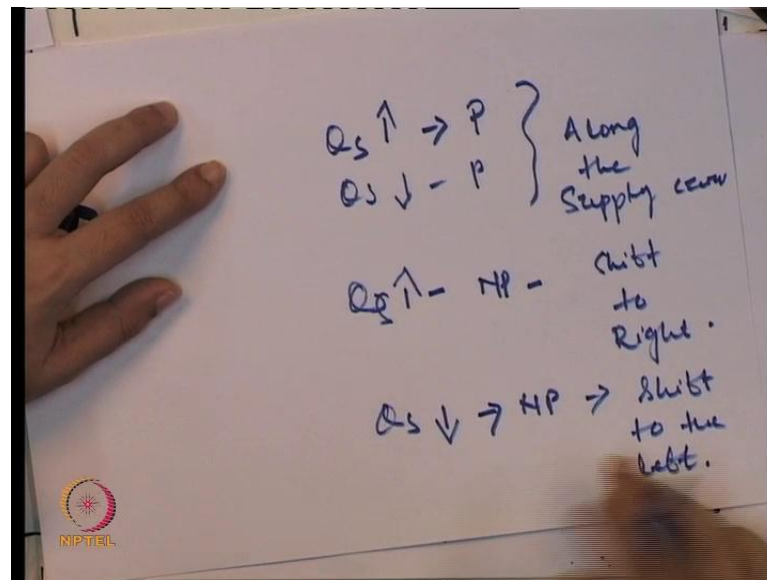 Qs ↑ → P } Along
the
Qs ↓ - P Supply curve
Qs ↑ - NP - Shift
to
Right.
Qs ↓ → NP → Shift
to the
left.
NPTEL